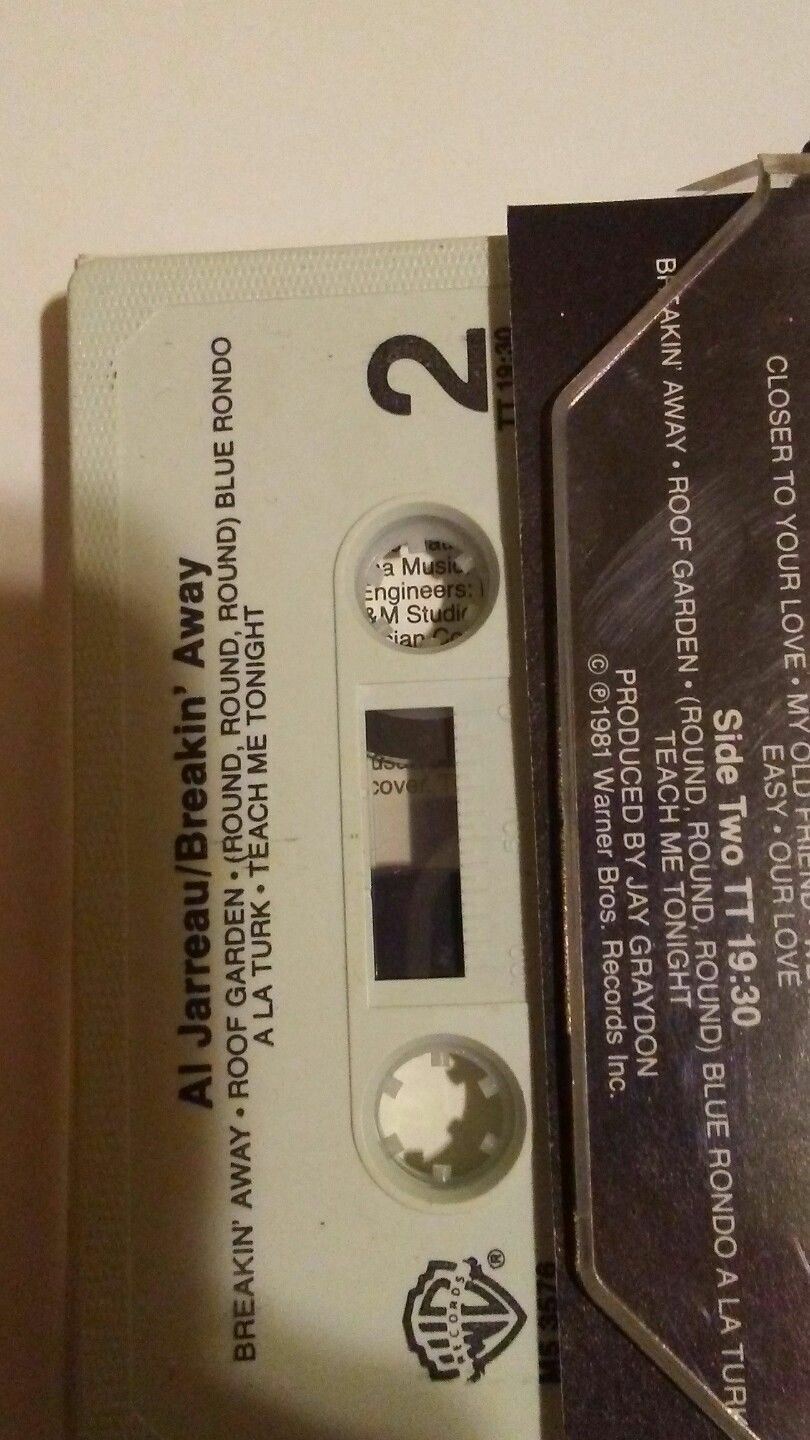 Al Jarreau/Breakin' Away
BREAKIN' AWAY • ROOF GARDEN • (ROUND, ROUND, ROUND) BLUE RONDO
A LA TURK • TEACH ME TONIGHT
2
TT 19:30
a Music
Engineers:
&M Studio
cover
RECORDS
®
CLOSER TO YOUR LOVE • MY OLD
EASY • OUR LOVE
Side Two TT 19:30
BREAKIN' AWAY • ROOF GARDEN • (ROUND, ROUND, ROUND) BLUE RONDO A LA TURK
TEACH ME TONIGHT
PRODUCED BY JAY GRAYDON
© ℗ 1981 Warner Bros. Records Inc.